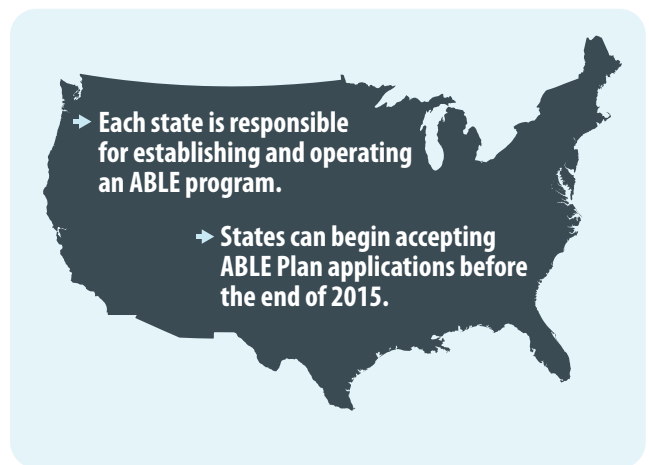 Each state is responsible
for establishing and operating
an ABLE program.
States can begin accepting
ABLE Plan applications before
the end of 2015.